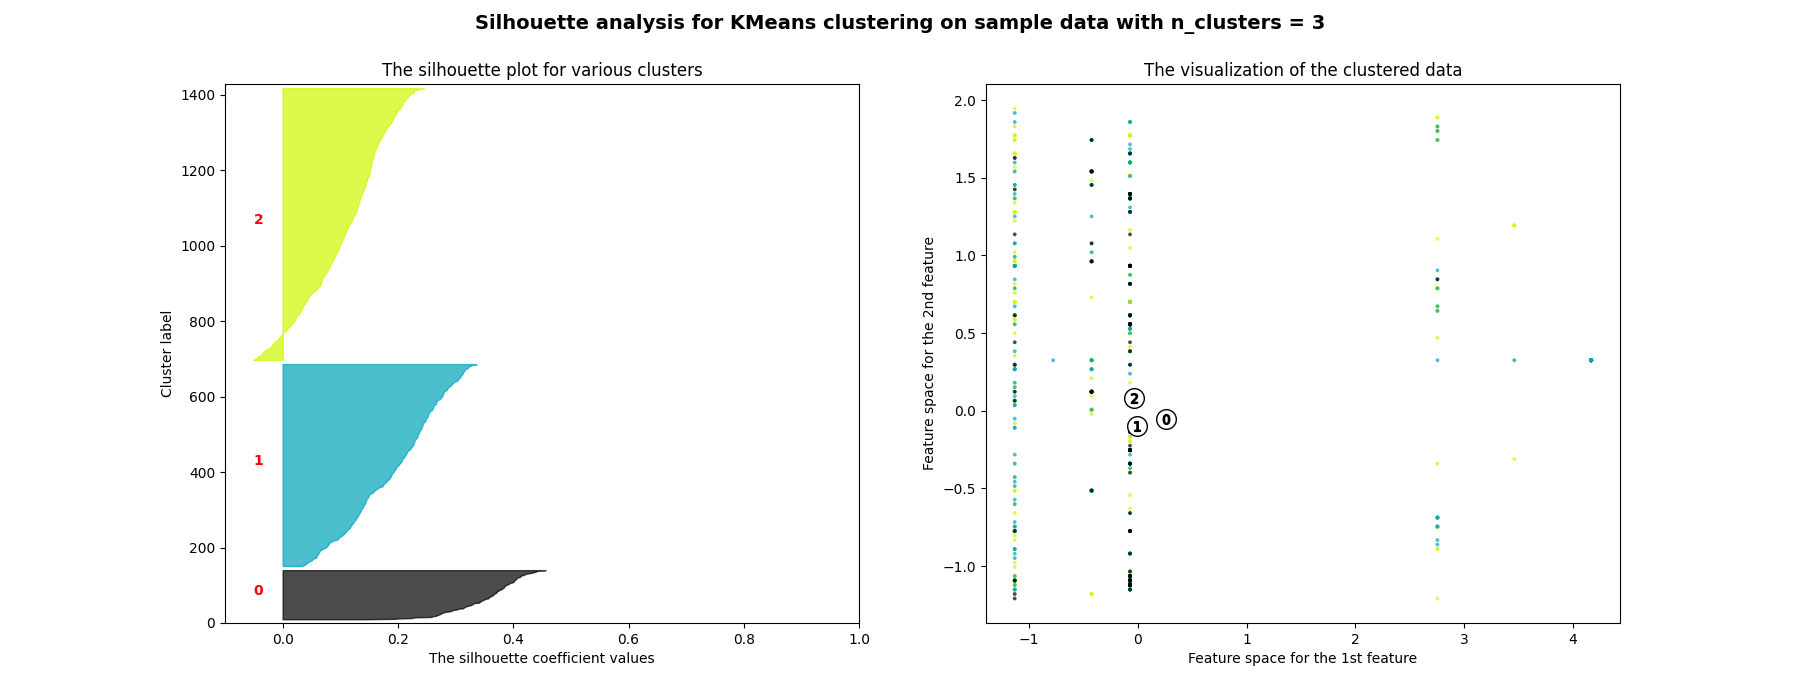 Silhouette analysis for KMeans clustering on sample data with n_clusters = 3
The silhouette plot for various clusters
Cluster label
1400
1200
1000
800
600
400
200
0
2
1
0
0.0 0.2 0.4 0.6 0.8 1.0
The silhouette coefficient values
The visualization of the clustered data
Feature space for the 2nd feature
2.0
1.5
1.0
0.5
0.0
−0.5
−1.0
2
0
1
−1 0 1 2 3 4
Feature space for the 1st feature